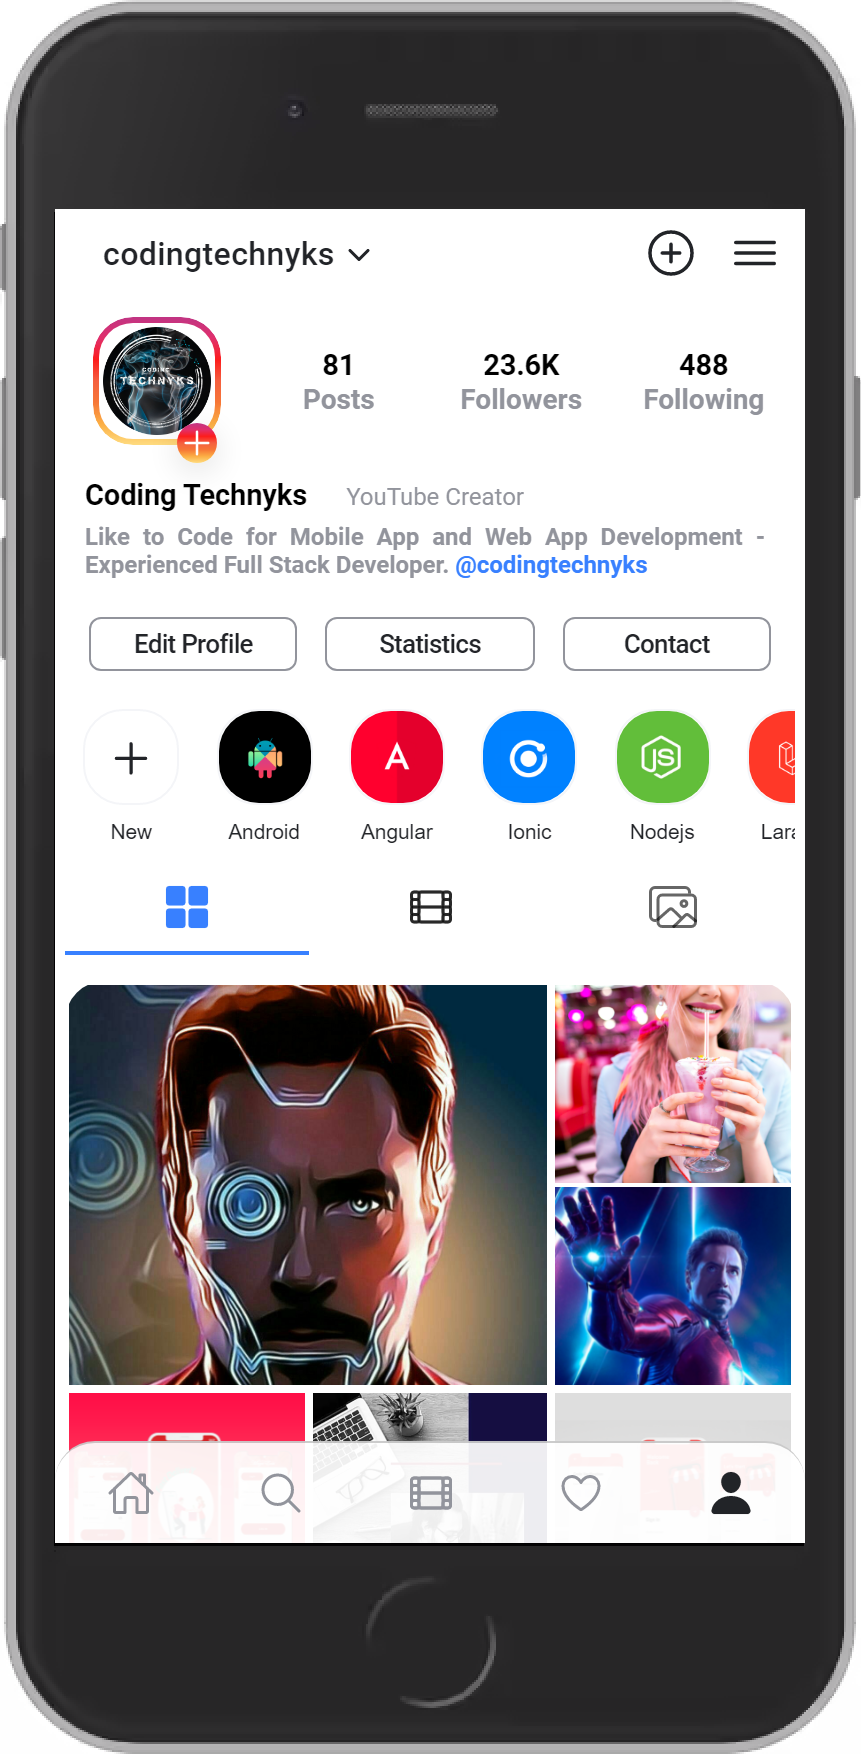 codingtechnyks
CODING
TECHNYKS
81 23.6K 488
Posts Followers Following
Coding Technyks YouTube Creator
Like to Code for Mobile App and Web App Development -
Experienced Full Stack Developer. @codingtechnyks
Edit Profile Statistics Contact
A JS
New Android Angular Ionic Nodejs Lara